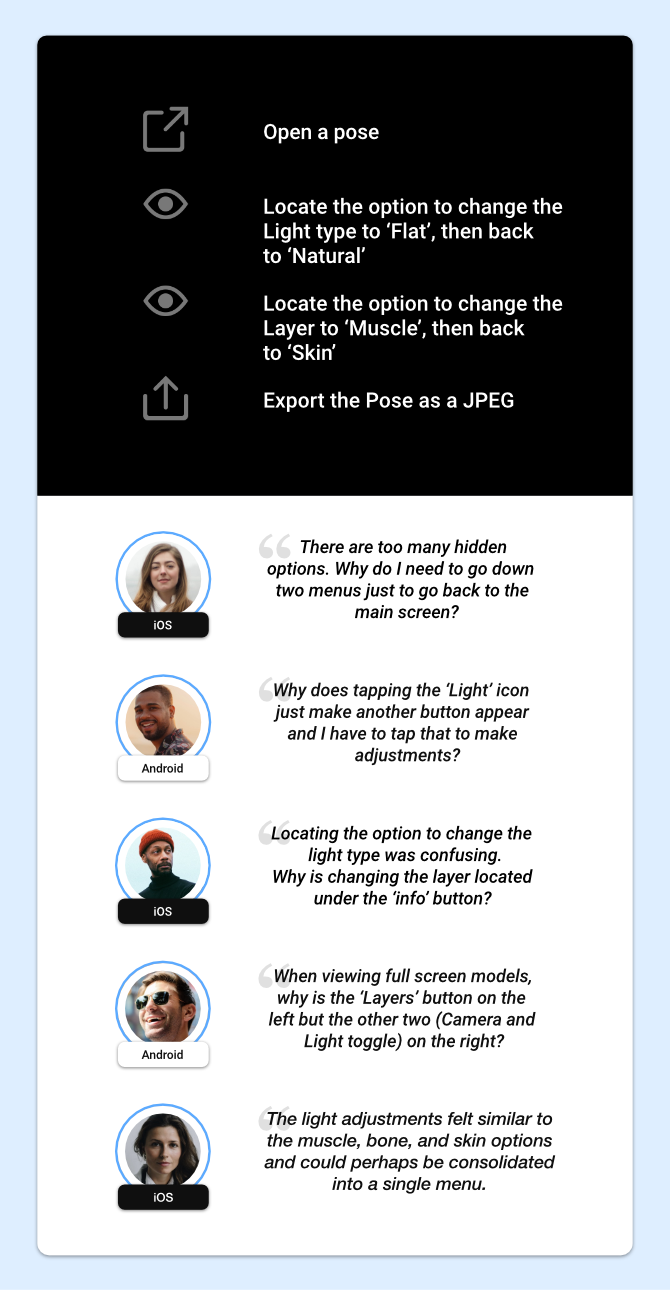 Open a pose
Locate the option to change the
Light type to ‘Flat’, then back
to ‘Natural’
Locate the option to change the
Layer to ‘Muscle’, then back
to ‘Skin’
Export the Pose as a JPEG
“ There are too many hidden
options. Why do I need to go down
two menus just to go back to the
main screen?
iOS
“Why does tapping the ‘Light’ icon
just make another button appear
and I have to tap that to make
adjustments?
Android
“Locating the option to change the
light type was confusing.
Why is changing the layer located
under the ‘info’ button?
iOS
“When viewing full screen models,
why is the ‘Layers’ button on the
left but the other two (Camera and
Light toggle) on the right?
Android
“The light adjustments felt similar to
the muscle, bone, and skin options
and could perhaps be consolidated
into a single menu.
iOS